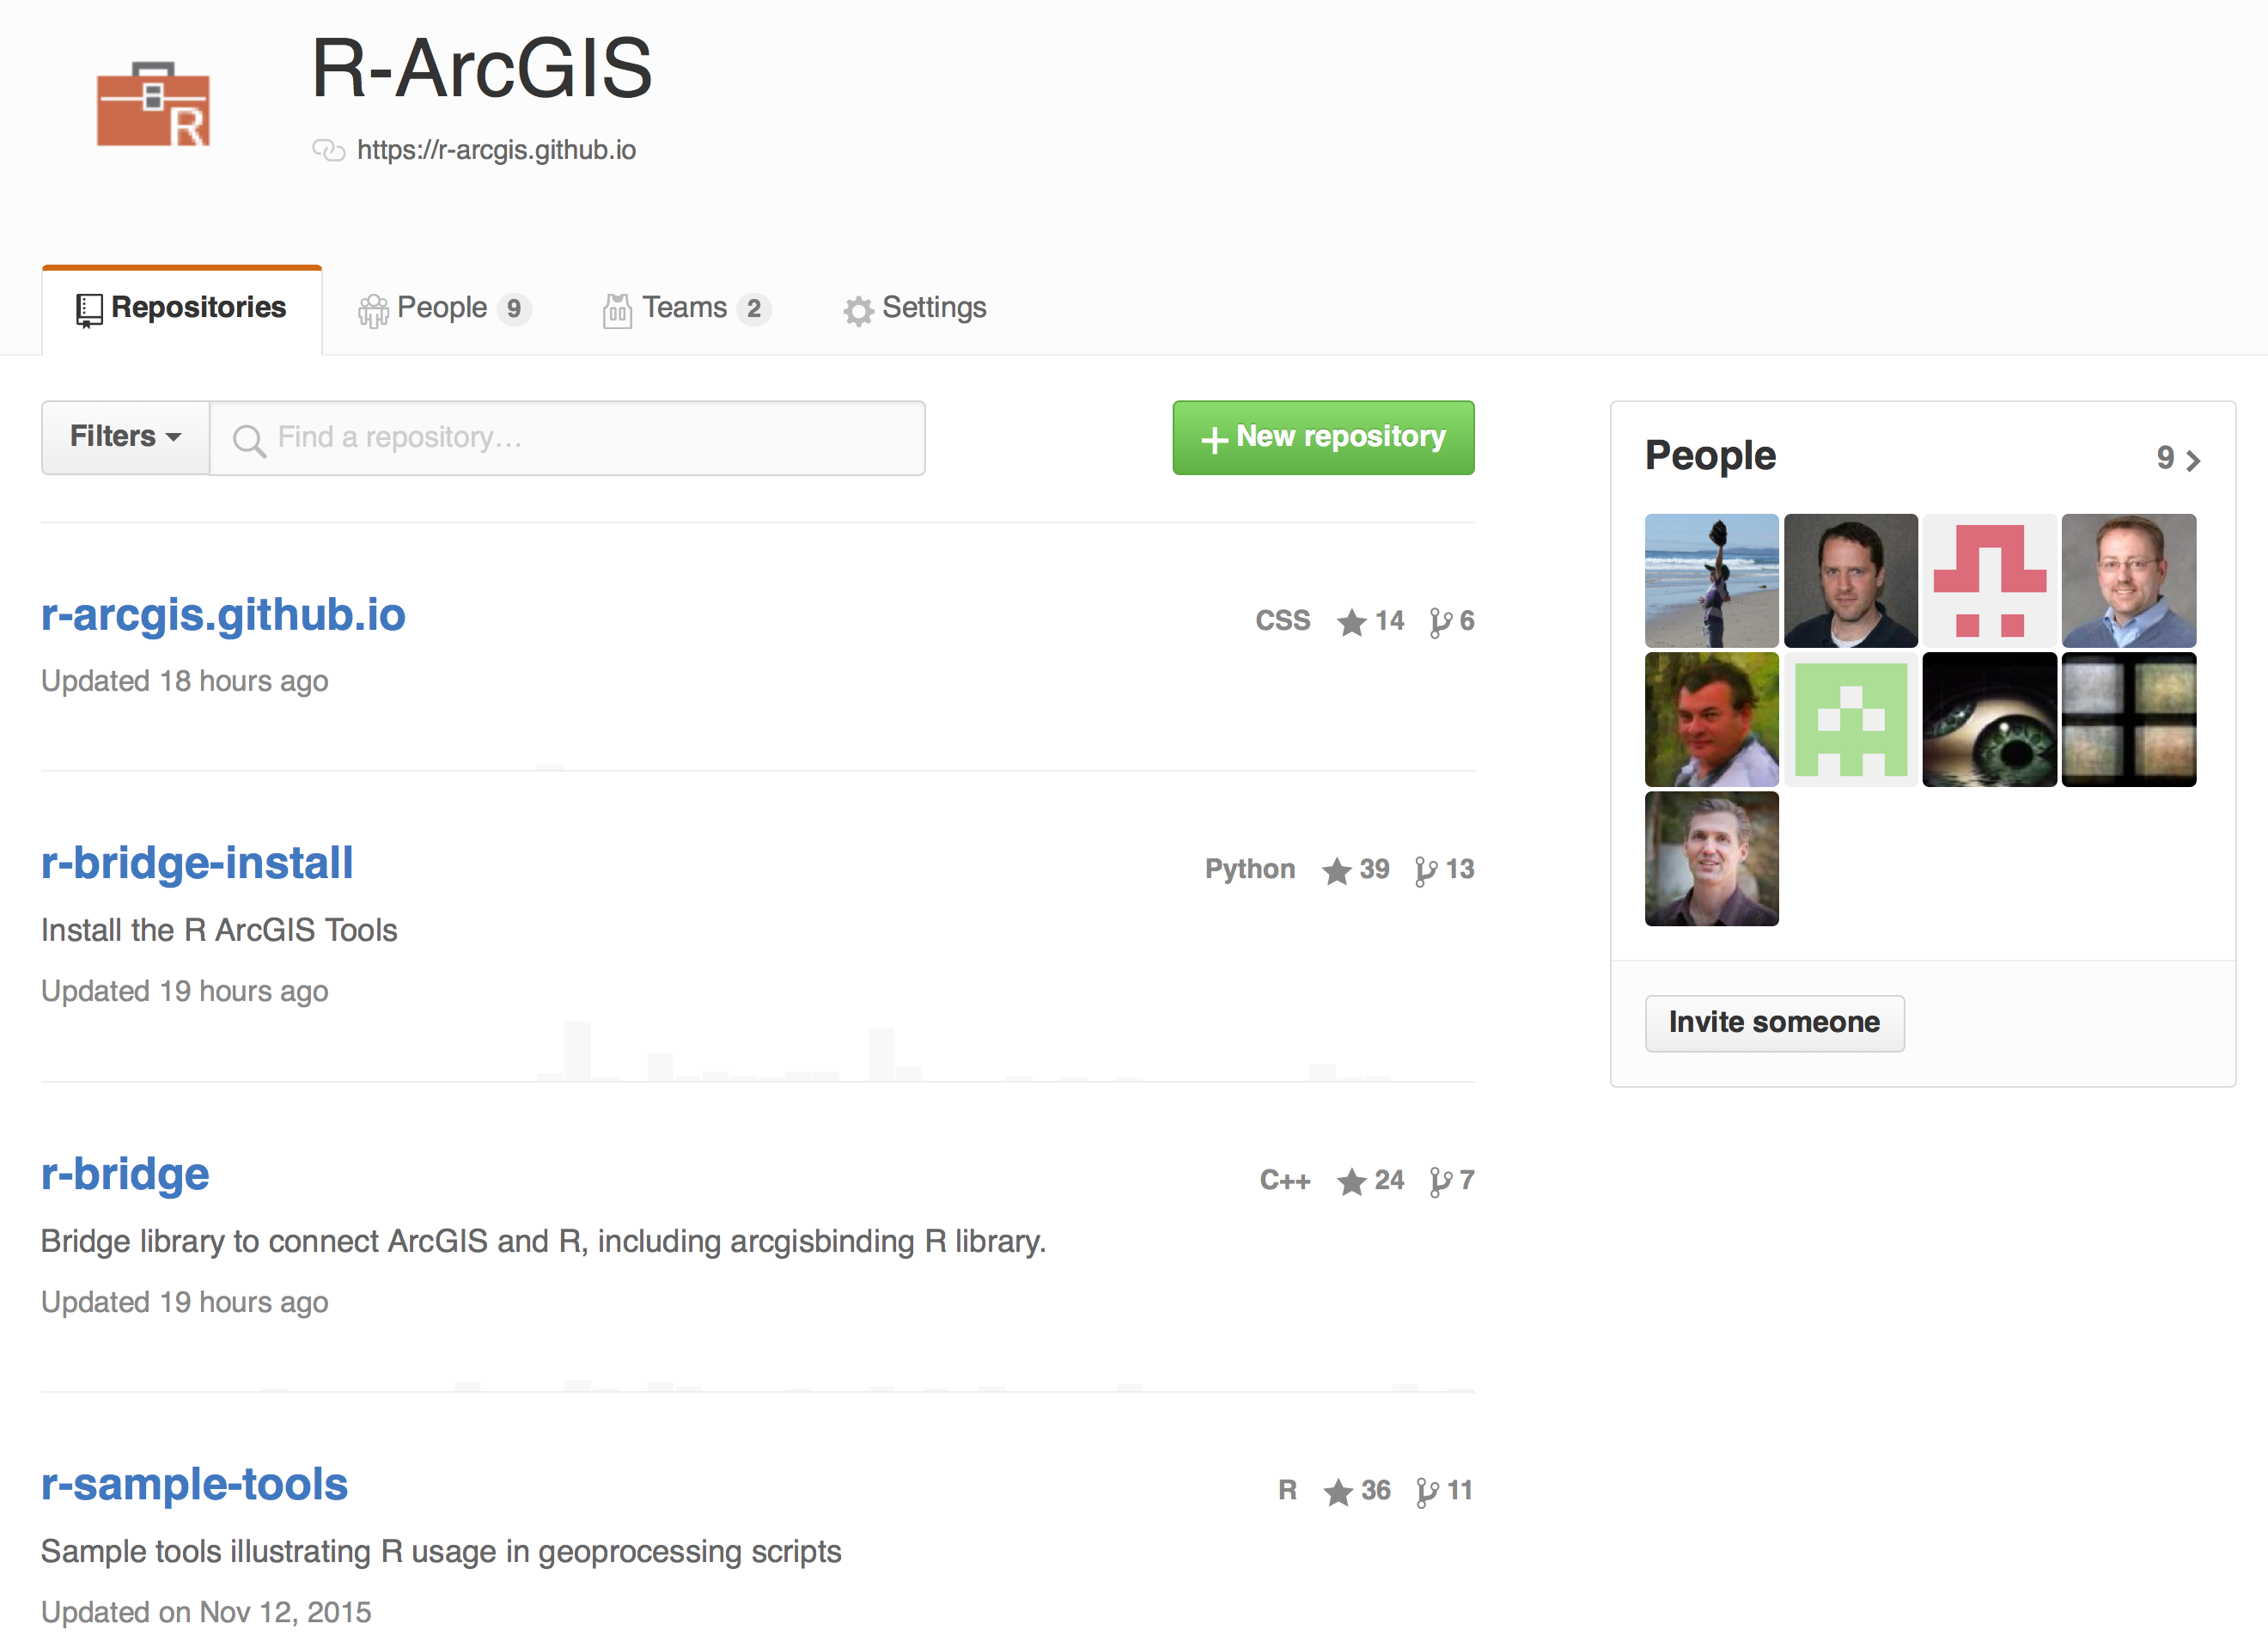 R
R-ArcGIS
https://r-arcgis.github.io
Repositories People 9 Teams 2 Settings
Filters Find a repository… New repository
r-arcgis.github.io CSS 14 6
Updated 18 hours ago
r-bridge-install Python 39 13
Install the R ArcGIS Tools
Updated 19 hours ago
r-bridge C++ 24 7
Bridge library to connect ArcGIS and R, including arcgisbinding R library.
Updated 19 hours ago
r-sample-tools R 36 11
Sample tools illustrating R usage in geoprocessing scripts
Updated on Nov 12, 2015
People 9
Invite someone